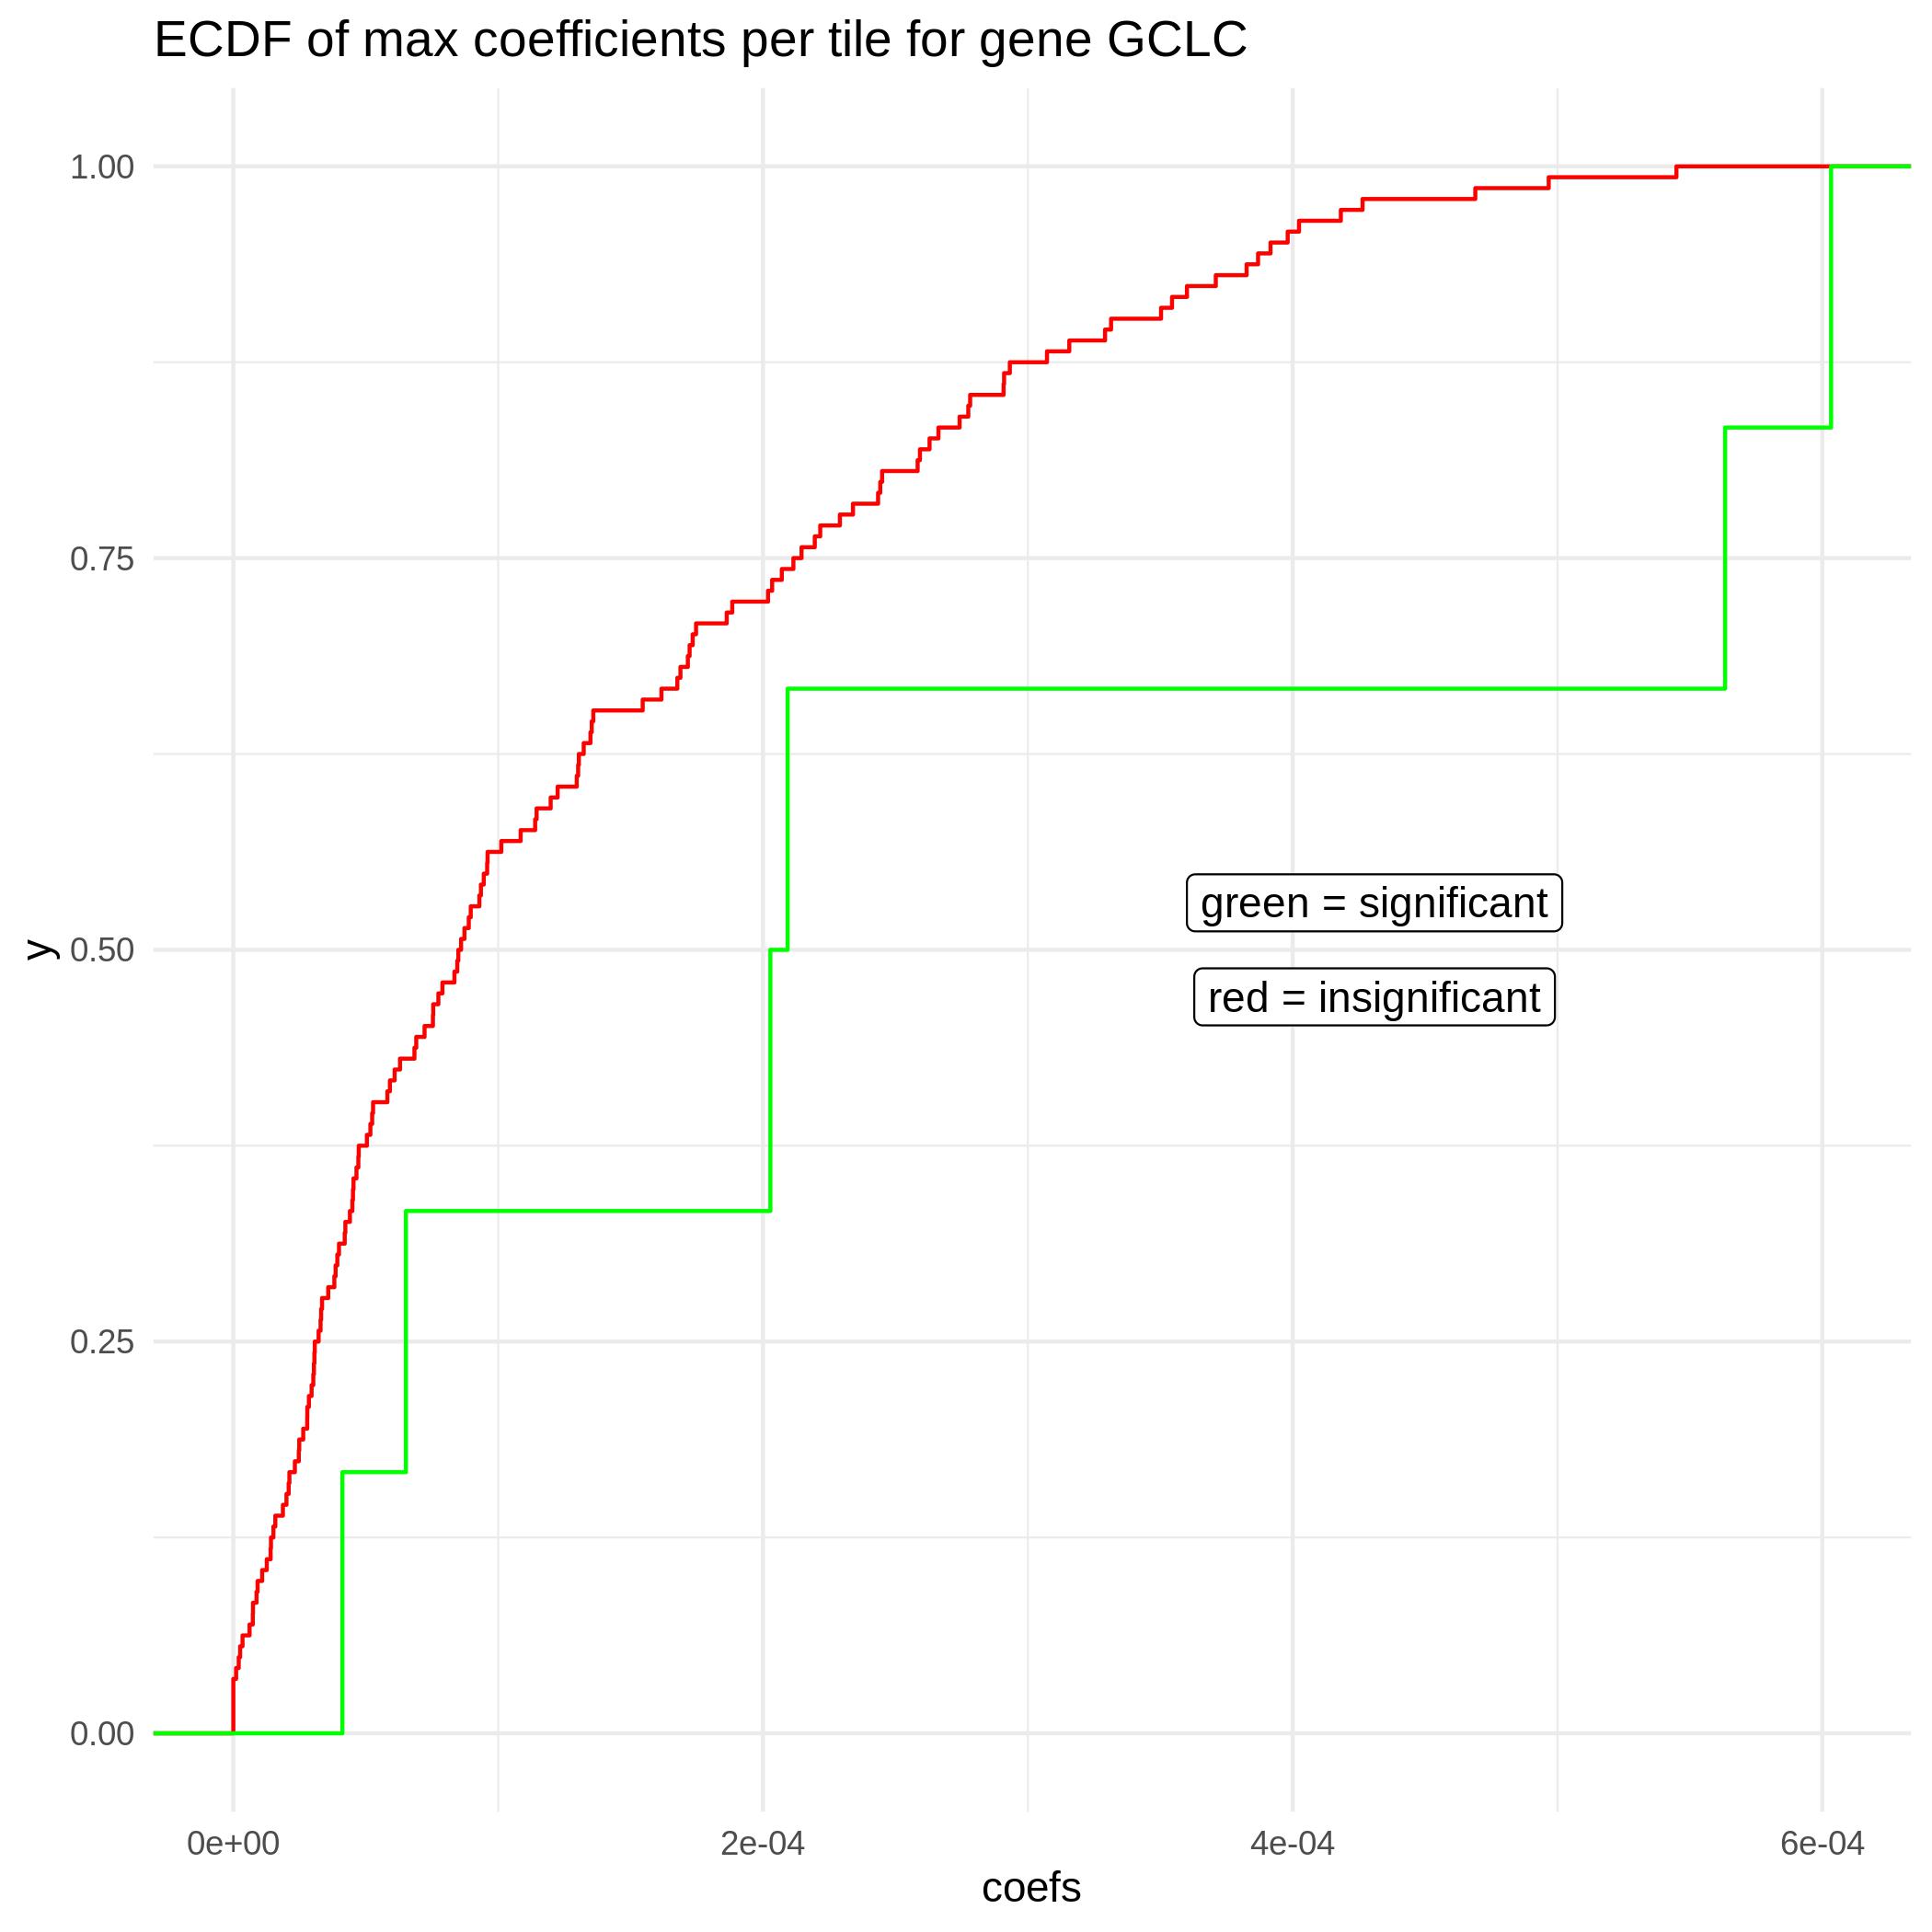 ECDF of max coefficients per tile for gene GCLC
1.00
0.75
0.50
0.25
0.00
y
green = significant
red = insignificant
0e+00 2e-04 4e-04 6e-04
coefs